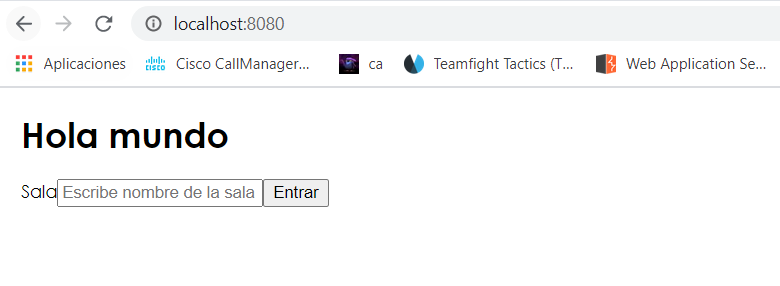 localhost:8080
Aplicaciones Cisco CallManager... ca Teamfight Tactics (T... Web Application Se...
Hola mundo
Sala Escribe nombre de la sala Entrar